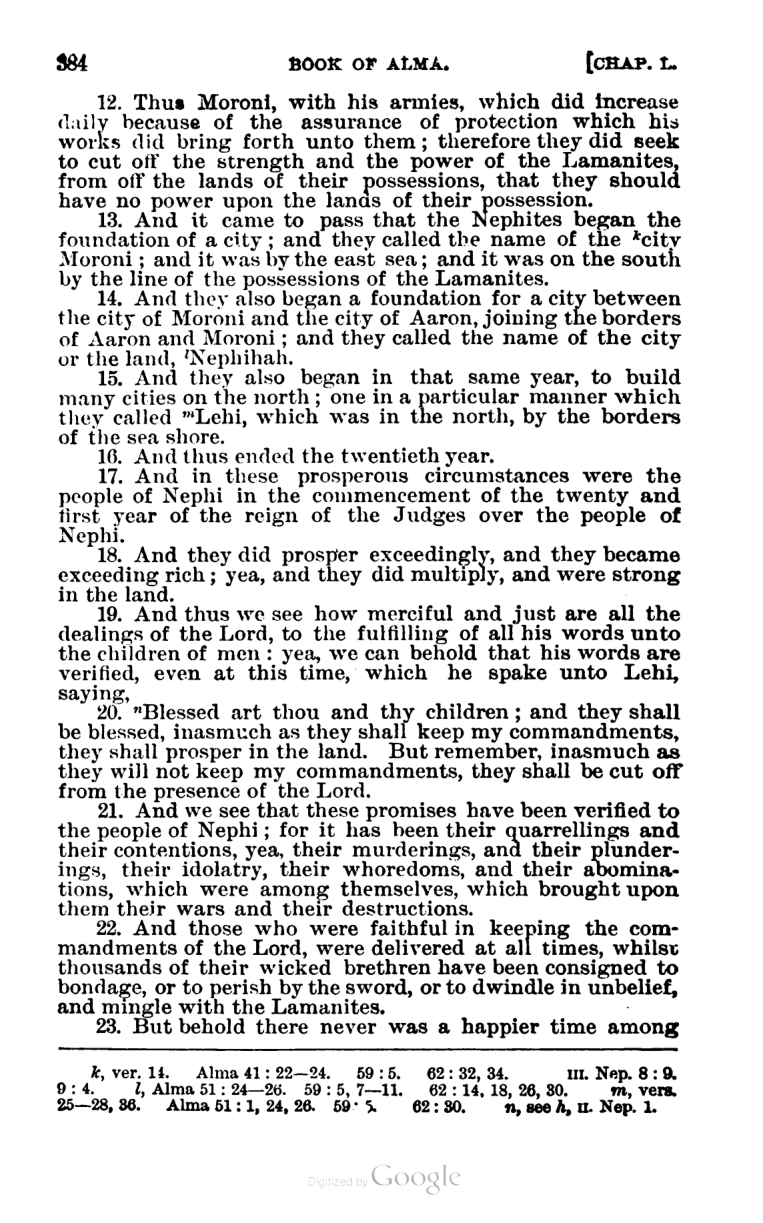 384 BOOK OF ALMA. [CHAP. L.
12. Thus Moroni, with his armies, which did increase
daily because of the assurance of protection which his
works did bring forth unto them; therefore they did seek
to cut off the strength and the power of the Lamanites,
from off the lands of their possessions, that they should
have no power upon the lands of their possession.
13. And it came to pass that the Nephites began the
foundation of a city; and they called the name of the ᵏcity
Moroni; and it was by the east sea; and it was on the south
by the line of the possessions of the Lamanites.
14. And they also began a foundation for a city between
the city of Moroni and the city of Aaron, joining the borders
of Aaron and Moroni; and they called the name of the city
or the land, ˡNephihah.
15. And they also began in that same year, to build
many cities on the north; one in a particular manner which
they called ᵐLehi, which was in the north, by the borders
of the sea shore.
16. And thus ended the twentieth year.
17. And in these prosperous circumstances were the
people of Nephi in the commencement of the twenty and
first year of the reign of the Judges over the people of
Nephi.
18. And they did prosper exceedingly, and they became
exceeding rich; yea, and they did multiply, and were strong
in the land.
19. And thus we see how merciful and just are all the
dealings of the Lord, to the fulfilling of all his words unto
the children of men: yea, we can behold that his words are
verified, even at this time, which he spake unto Lehi,
saying,
20. ⁿBlessed art thou and thy children; and they shall
be blessed, inasmuch as they shall keep my commandments,
they shall prosper in the land. But remember, inasmuch as
they will not keep my commandments, they shall be cut off
from the presence of the Lord.
21. And we see that these promises have been verified to
the people of Nephi; for it has been their quarrellings and
their contentions, yea, their murderings, and their plunder-
ings, their idolatry, their whoredoms, and their abomina-
tions, which were among themselves, which brought upon
them their wars and their destructions.
22. And those who were faithful in keeping the com-
mandments of the Lord, were delivered at all times, whilst
thousands of their wicked brethren have been consigned to
bondage, or to perish by the sword, or to dwindle in unbelief,
and mingle with the Lamanites.
23. But behold there never was a happier time among
k, ver. 14. Alma 41:22—24. 59:5. 62:32, 34. III. Nep. 8:9.
9:4. l, Alma 51:24—26. 59:5, 7—11. 62:14, 18, 26, 30. m, vers.
25—28, 36. Alma 51:1, 24, 26. 59: 5. 62:30. n, see h, II. Nep. 1.
Digitized by Google